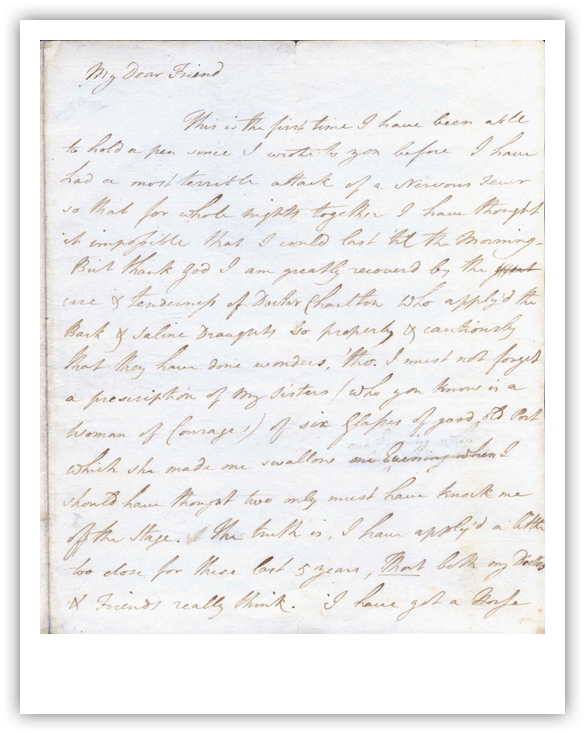 My Dear Friend
This is the first time I have been able
to hold a pen since I wrote to you before I have
had a most terrible attack of a Nervous Fever
so that for whole nights together I have thought
it impossible that I could last till the Morning–
But thank God I am greatly recover'd by the great
care & tenderness of Doctor Charlton who apply'd the
Bark & Saline Draughts so properly & cautiously
that they have done wonders, 'tho I must not forget
a prescription of my Sisters (who you know is a
Woman of Courage) of six Glasses of good old Port
which she made me swallow one Evening when I
should have thought two only must have knock me
off the Stage. The truth is, I have apply'd a little
too close for these last 5 years, that both my Doctor
& Friends really think. I have got a Horse